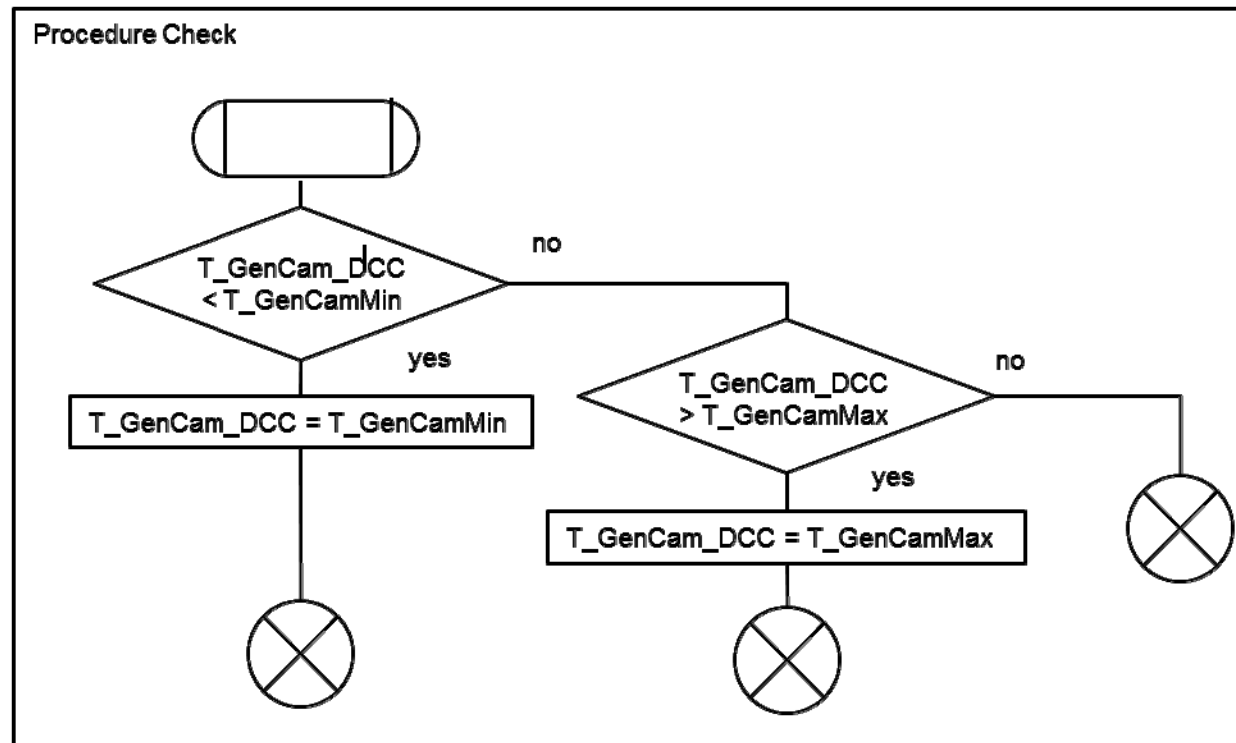 Procedure Check
no
T_GenCam_DCC
< T_GenCamMin
yes
T_GenCam_DCC = T_GenCamMin
no
T_GenCam_DCC
> T_GenCamMax
yes
T_GenCam_DCC = T_GenCamMax